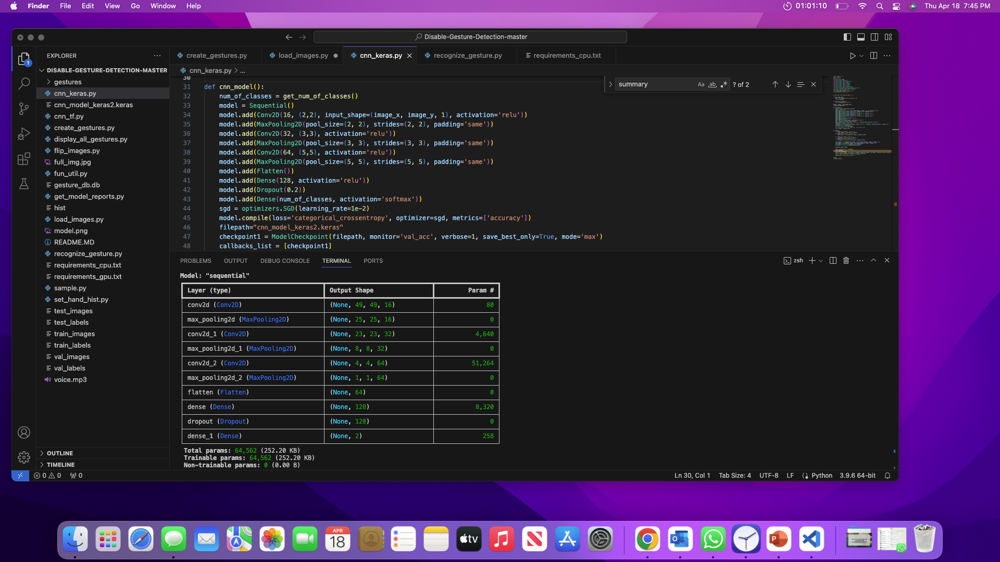 Finder File Edit View Go Window Help 01:01:10 Thu Apr 18 7:45 PM
Disable-Gesture-Detection-master
EXPLORER
create_gestures.py load_images.py cnn_keras.py recognize_gesture.py requirements_cpu.txt
cnn_keras.py > ...
1
DISABLE-GESTURE-DETECTION-MASTER
gestures
cnn_keras.py
cnn_model_keras2.keras
cnn_tf.py
create_gestures.py
display_all_gestures.py
flip_images.py
full_img.jpg
fun_util.py
gesture_db.db
get_model_reports.py
hist
load_images.py
model.png
README.MD
recognize_gesture.py
requirements_cpu.txt
requirements_gpu.txt
sample.py
set_hand_hist.py
test_images
test_labels
train_images
train_labels
val_images
val_labels
voice.mp3
OUTLINE
TIMELINE
summary Aa ab .* ? of 2
30
31 def cnn_model():
32 num_of_classes = get_num_of_classes()
33 model = Sequential()
34 model.add(Conv2D(16, (2,2), input_shape=(image_x, image_y, 1), activation='relu'))
35 model.add(MaxPooling2D(pool_size=(2, 2), strides=(2, 2), padding='same'))
36 model.add(Conv2D(32, (3,3), activation='relu'))
37 model.add(MaxPooling2D(pool_size=(3, 3), strides=(3, 3), padding='same'))
38 model.add(Conv2D(64, (5,5), activation='relu'))
39 model.add(MaxPooling2D(pool_size=(5, 5), strides=(5, 5), padding='same'))
40 model.add(Flatten())
41 model.add(Dense(128, activation='relu'))
42 model.add(Dropout(0.2))
43 model.add(Dense(num_of_classes, activation='softmax'))
44 sgd = optimizers.SGD(learning_rate=1e-2)
45 model.compile(loss='categorical_crossentropy', optimizer=sgd, metrics=['accuracy'])
46 filepath="cnn_model_keras2.keras"
47 checkpoint1 = ModelCheckpoint(filepath, monitor='val_acc', verbose=1, save_best_only=True, mode='max')
48 callbacks_list = [checkpoint1]
PROBLEMS OUTPUT DEBUG CONSOLE TERMINAL PORTS zsh
Model: "sequential"
Layer (type) Output Shape Param #
conv2d (Conv2D) (None, 49, 49, 16) 80
max_pooling2d (MaxPooling2D) (None, 25, 25, 16) 0
conv2d_1 (Conv2D) (None, 23, 23, 32) 4,640
max_pooling2d_1 (MaxPooling2D) (None, 8, 8, 32) 0
conv2d_2 (Conv2D) (None, 4, 4, 64) 51,264
max_pooling2d_2 (MaxPooling2D) (None, 1, 1, 64) 0
flatten (Flatten) (None, 64) 0
dense (Dense) (None, 128) 8,320
dropout (Dropout) (None, 128) 0
dense_1 (Dense) (None, 2) 258
Total params: 64,562 (252.20 KB)
Trainable params: 64,562 (252.20 KB)
Non-trainable params: 0 (0.00 B)
0 0 0 Ln 30, Col 1 Tab Size: 4 UTF-8 LF Python 3.9.6 64-bit
APR
18
tv